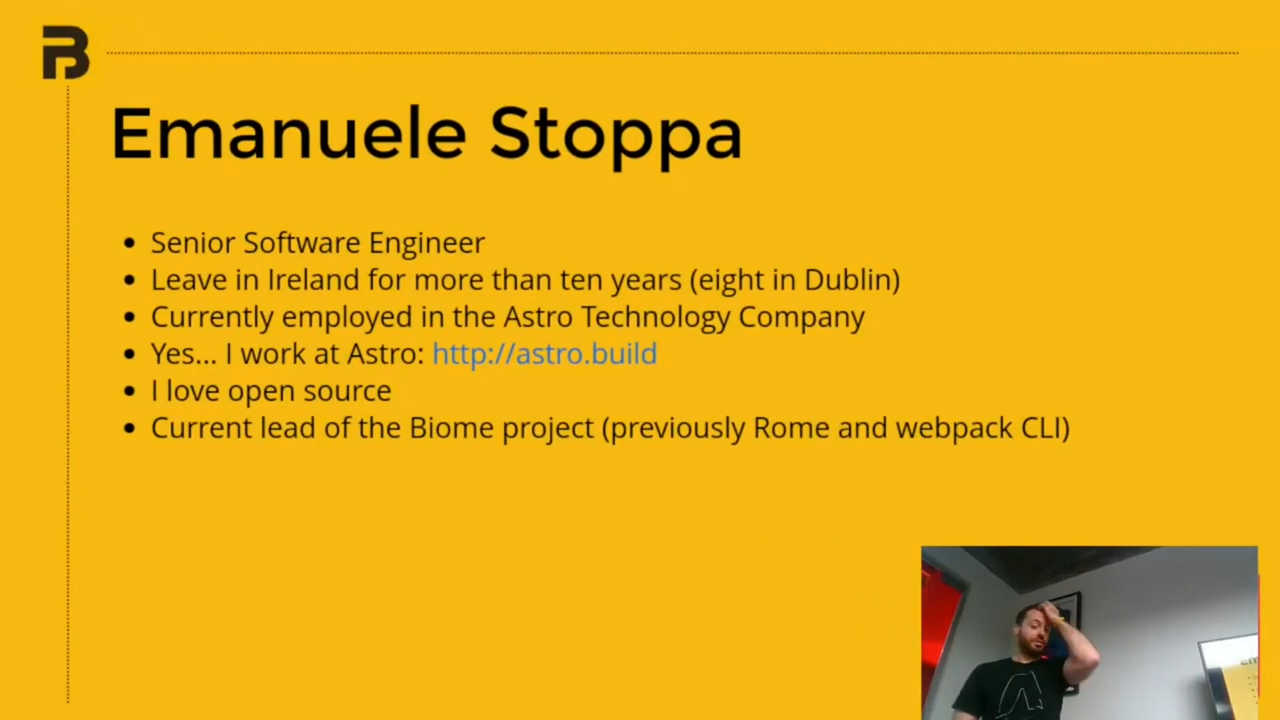 Emanuele Stoppa
Senior Software Engineer
Leave in Ireland for more than ten years (eight in Dublin)
Currently employed in the Astro Technology Company
Yes... I work at Astro: http://astro.build
I love open source
Current lead of the Biome project (previously Rome and webpack CLI)